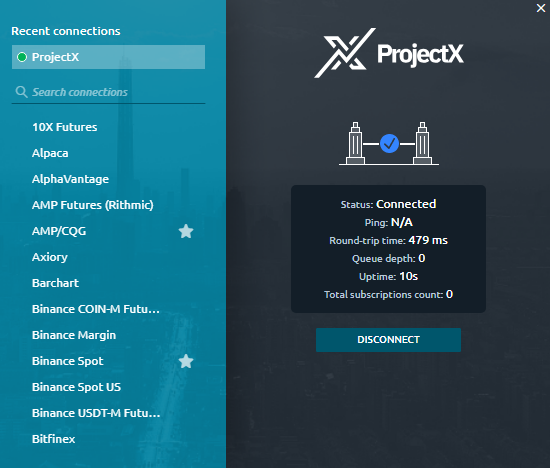 Recent connections
ProjectX
Search connections
10X Futures
Alpaca
AlphaVantage
AMP Futures (Rithmic)
AMP/CQG
Axiory
Barchart
Binance COIN-M Futu...
Binance Margin
Binance Spot
Binance Spot US
Binance USDT-M Futu...
Bitfinex
ProjectX
Status: Connected
Ping: N/A
Round-trip time: 479 ms
Queue depth: 0
Uptime: 10s
Total subscriptions count: 0
DISCONNECT